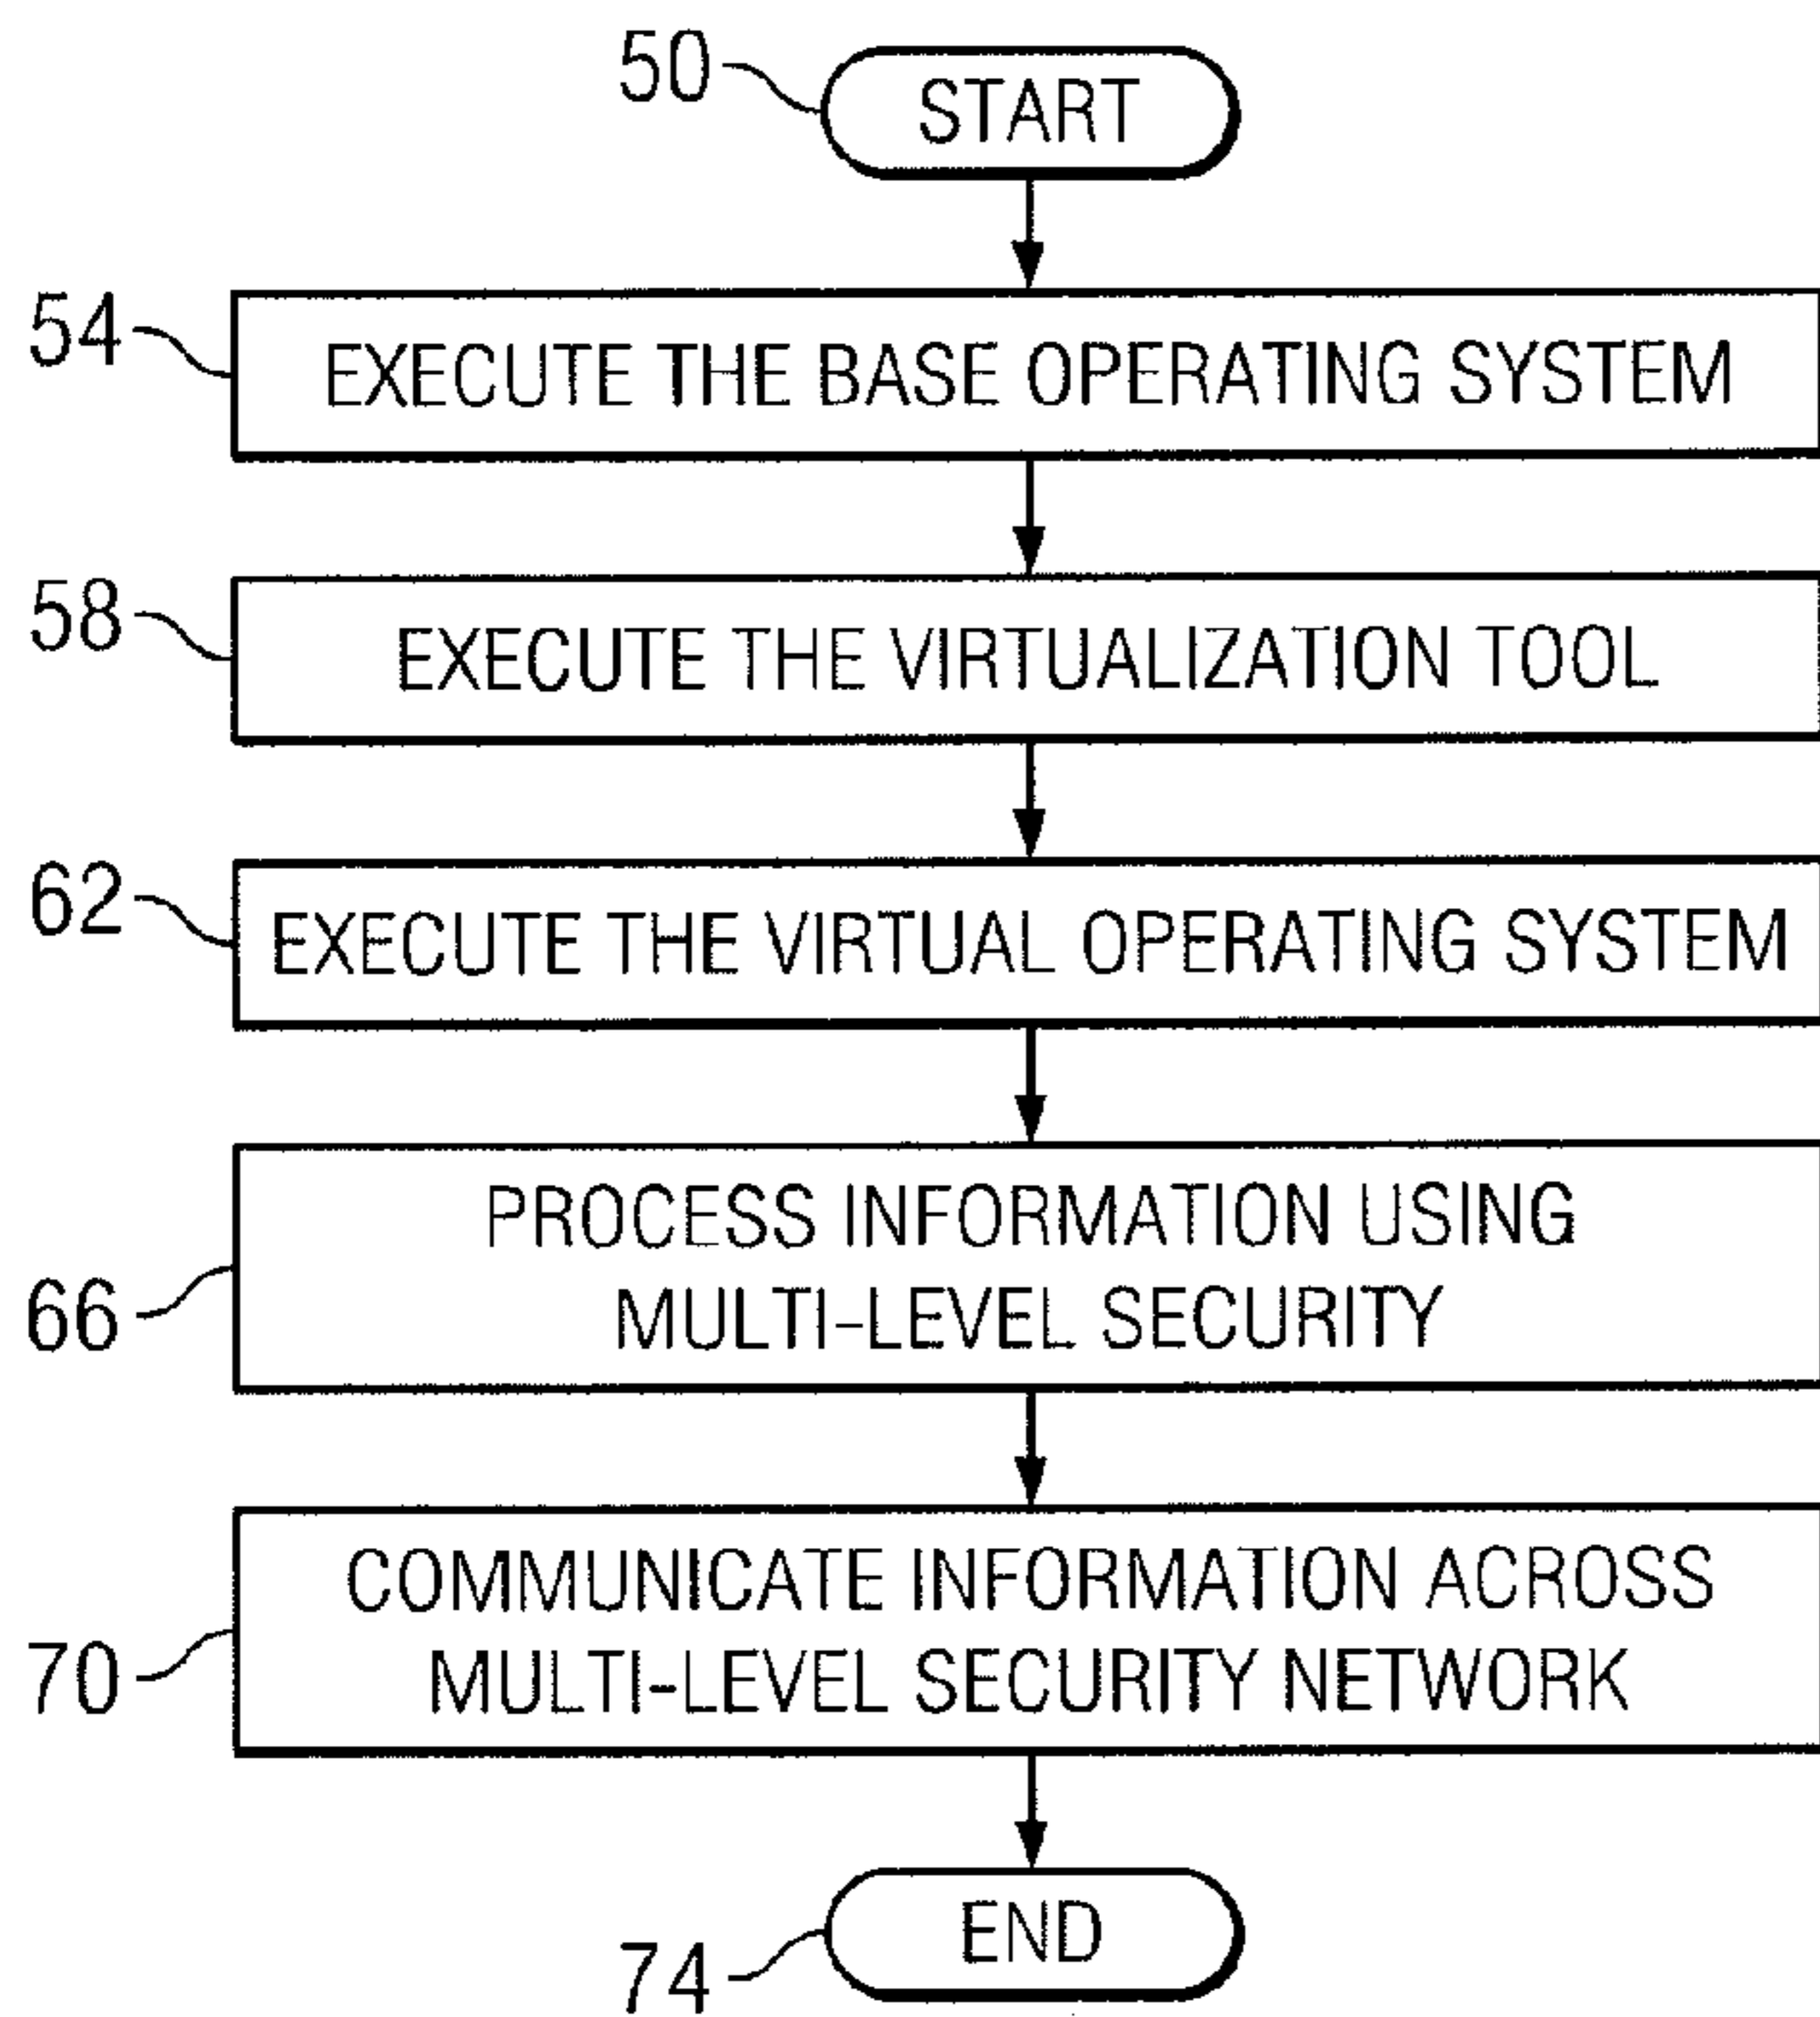 50
START
54
EXECUTE THE BASE OPERATING SYSTEM
58
EXECUTE THE VIRTUALIZATION TOOL
62
EXECUTE THE VIRTUAL OPERATING SYSTEM
66
PROCESS INFORMATION USING
MULTI-LEVEL SECURITY
70
COMMUNICATE INFORMATION ACROSS
MULTI-LEVEL SECURITY NETWORK
74
END